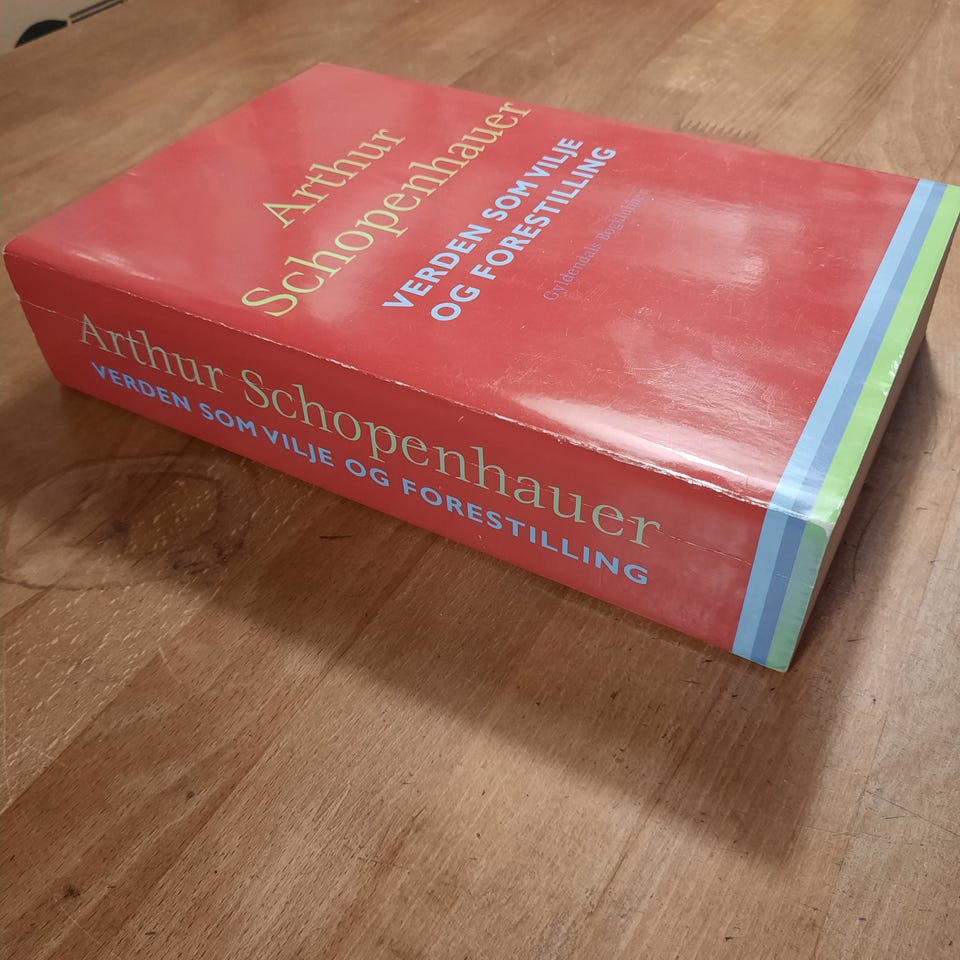 Arthur
Schopenhauer
VERDEN SOM VILJE
OG FORESTILLING
Gyldendals Bogklubber
Arthur Schopenhauer
VERDEN SOM VILJE OG FORESTILLING